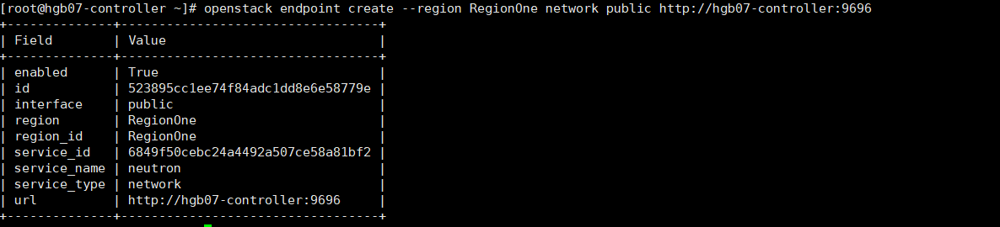 [root@hgb07-controller ~]# openstack endpoint create --region RegionOne network public http://hgb07-controller:9696
+--------------+----------------------------------+
| Field        | Value                            |
+--------------+----------------------------------+
| enabled      | True                             |
| id           | 523895cc1ee74f84adc1dd8e6e58779e |
| interface    | public                           |
| region       | RegionOne                        |
| region_id    | RegionOne                        |
| service_id   | 6849f50cebc24a4492a507ce58a81bf2 |
| service_name | neutron                          |
| service_type | network                          |
| url          | http://hgb07-controller:9696     |
+--------------+----------------------------------+